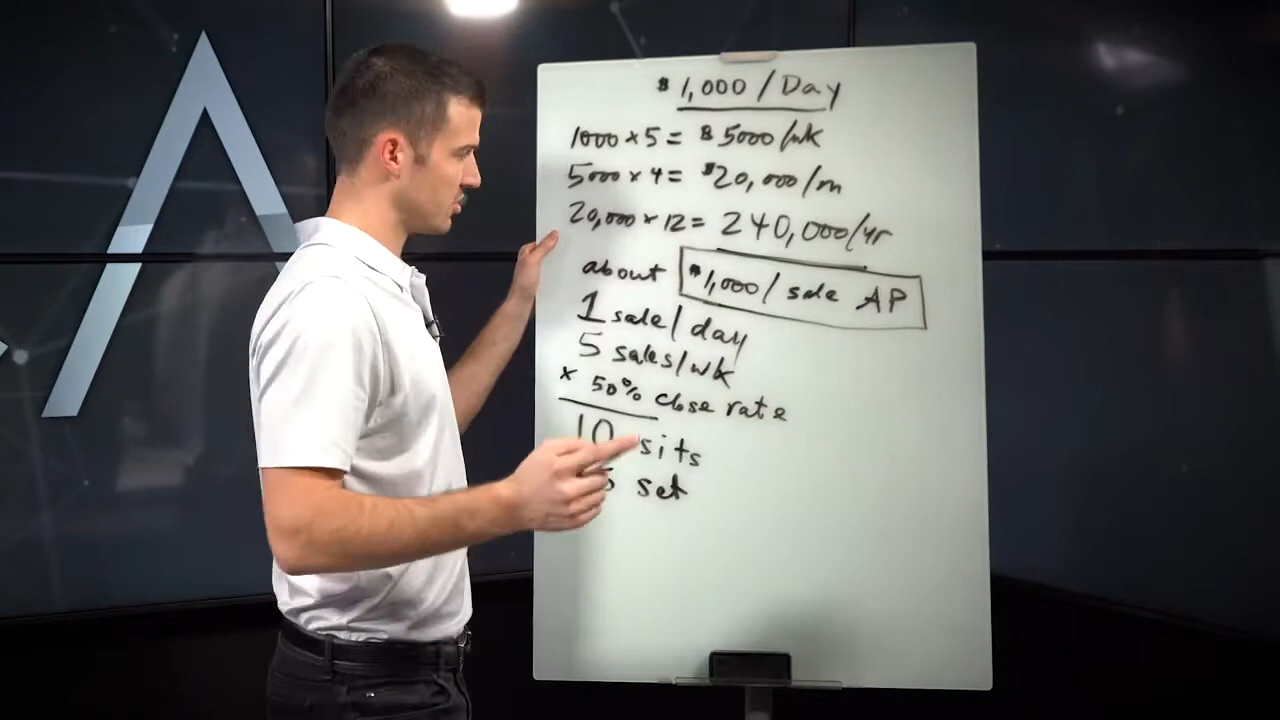 $1,000/Day
1000 x 5 = $5000/wk
5000 x 4 = $20,000/m
20,000 x 12 = 240,000/yr
about $1,000/sale AP
1 sale/day
5 sales/wk
x 50% close rate
10 sits
set